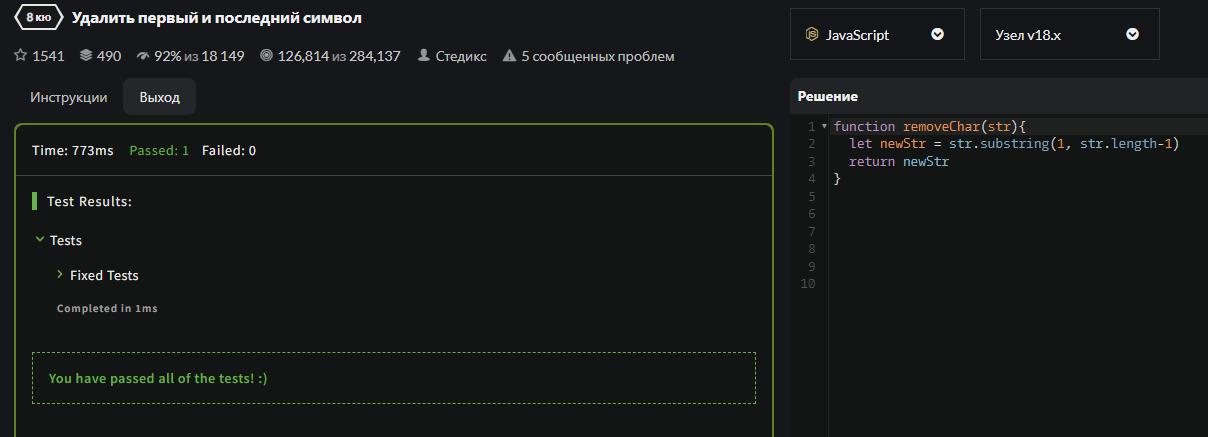 8 кю Удалить первый и последний символ
1541 490 92% из 18 149 126,814 из 284,137 Стедикс 5 сообщенных проблем
Инструкции Выход
Time: 773ms Passed: 1 Failed: 0
Test Results:
Tests
Fixed Tests
Completed in 1ms
You have passed all of the tests! :)
JavaScript Узел v18.x
Решение
1 function removeChar(str){
2 let newStr = str.substring(1, str.length-1)
3 return newStr
4 }
5
6
7
8
9
10